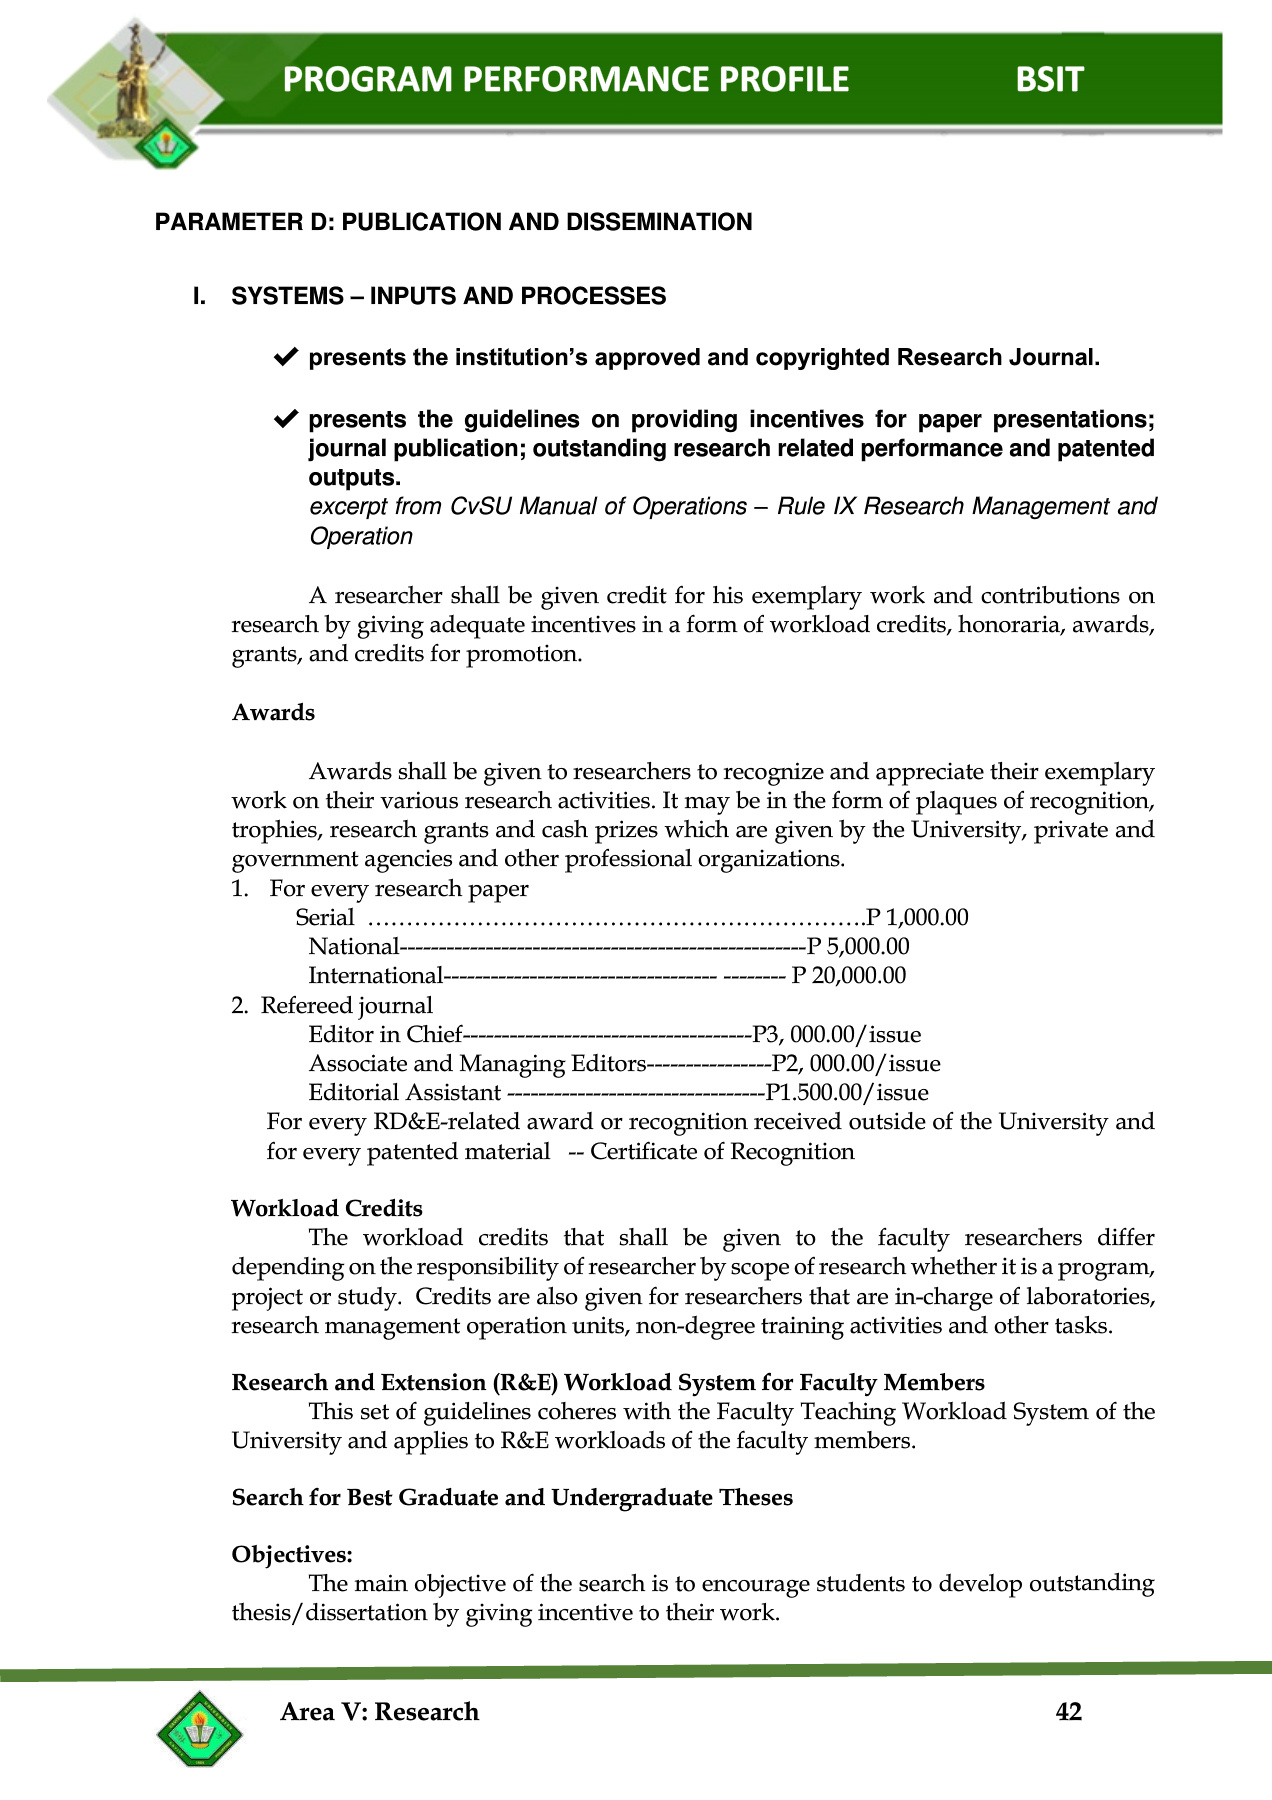 PROGRAM PERFORMANCE PROFILE BSIT
PARAMETER D: PUBLICATION AND DISSEMINATION
I. SYSTEMS – INPUTS AND PROCESSES
✔ presents the institution’s approved and copyrighted Research Journal.
✔ presents the guidelines on providing incentives for paper presentations;
journal publication; outstanding research related performance and patented
outputs.
excerpt from CvSU Manual of Operations – Rule IX Research Management and
Operation
A researcher shall be given credit for his exemplary work and contributions on
research by giving adequate incentives in a form of workload credits, honoraria, awards,
grants, and credits for promotion.
Awards
Awards shall be given to researchers to recognize and appreciate their exemplary
work on their various research activities. It may be in the form of plaques of recognition,
trophies, research grants and cash prizes which are given by the University, private and
government agencies and other professional organizations.
1. For every research paper
Serial ……………………………………………………….P 1,000.00
National----------------------------------------------------P 5,000.00
International----------------------------------- -------- P 20,000.00
2. Refereed journal
Editor in Chief-------------------------------------P3, 000.00/issue
Associate and Managing Editors----------------P2, 000.00/issue
Editorial Assistant ---------------------------------P1.500.00/issue
For every RD&E-related award or recognition received outside of the University and
for every patented material -- Certificate of Recognition
Workload Credits
The workload credits that shall be given to the faculty researchers differ
depending on the responsibility of researcher by scope of research whether it is a program,
project or study. Credits are also given for researchers that are in-charge of laboratories,
research management operation units, non-degree training activities and other tasks.
Research and Extension (R&E) Workload System for Faculty Members
This set of guidelines coheres with the Faculty Teaching Workload System of the
University and applies to R&E workloads of the faculty members.
Search for Best Graduate and Undergraduate Theses
Objectives:
The main objective of the search is to encourage students to develop outstanding
thesis/dissertation by giving incentive to their work.
Area V: Research 42